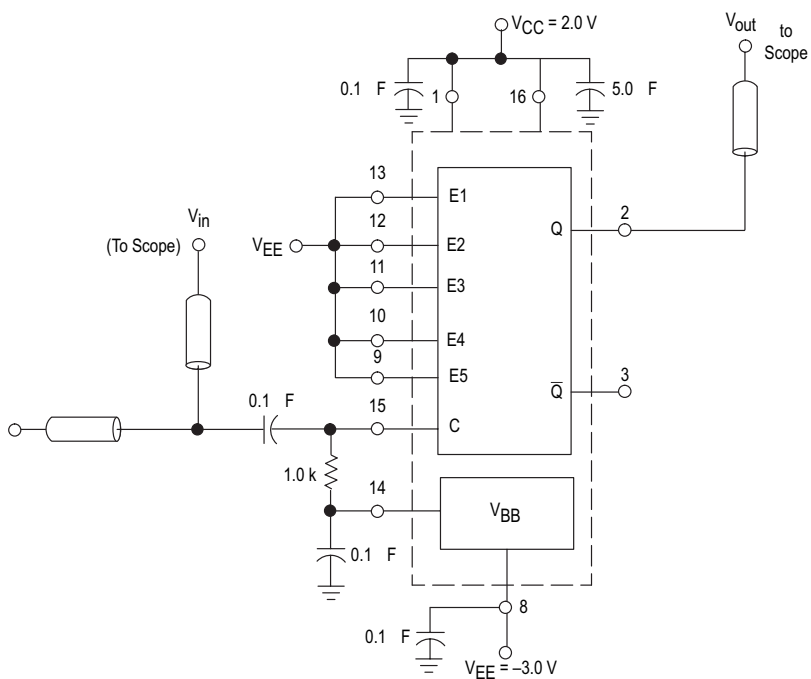 VCC = 2.0 V
Vout
to
Scope
0.1 F
1
16
5.0 F
13
E1
12
E2
VEE
11
E3
10
E4
9
E5
Q
2
Q̅
3
Vin
(To Scope)
0.1 F
15
C
1.0 k
14
VBB
0.1 F
8
0.1 F
VEE = –3.0 V